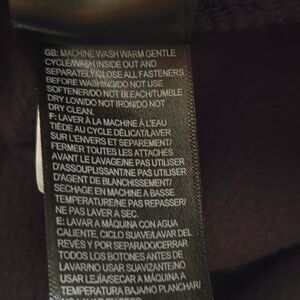 GB: MACHINE WASH WARM GENTLE
CYCLE/WASH INSIDE OUT AND
SEPARATELY/CLOSE ALL FASTENERS
BEFORE WASHING/DO NOT USE
SOFTENER/DO NOT BLEACH/TUMBLE
DRY LOW/DO NOT IRON/DO NOT
DRY CLEAN.
F: LAVER À LA MACHINE À L'EAU
TIÈDE AU CYCLE DÉLICAT/LAVER
SUR L'ENVERS ET SEPAREMENT/
FERMER TOUTES LES ATTACHES
AVANT LE LAVAGE/NE PAS UTILISER
D'ASSOUPLISSANT/NE PAS UTILISER
D'AGENT DE BLANCHISSEMENT/
SECHAGE EN MACHINE A BASSE
TEMPERATURE/NE PAS REPASSER/
NE PAS LAVER A SEC.
E: LAVAR A MÁQUINA CON AGUA
CALIENTE, CICLO SUAVE/LAVAR DEL
REVÉS Y POR SEPARADO/CERRAR
TODOS LOS BOTONES ANTES DE
LAVAR/NO USAR SUAVIZANTE/NO
USAR LEJÍA/SECAR A MÁQUINA A
TEMPERATURA BAJA/NO PLANCHAR/